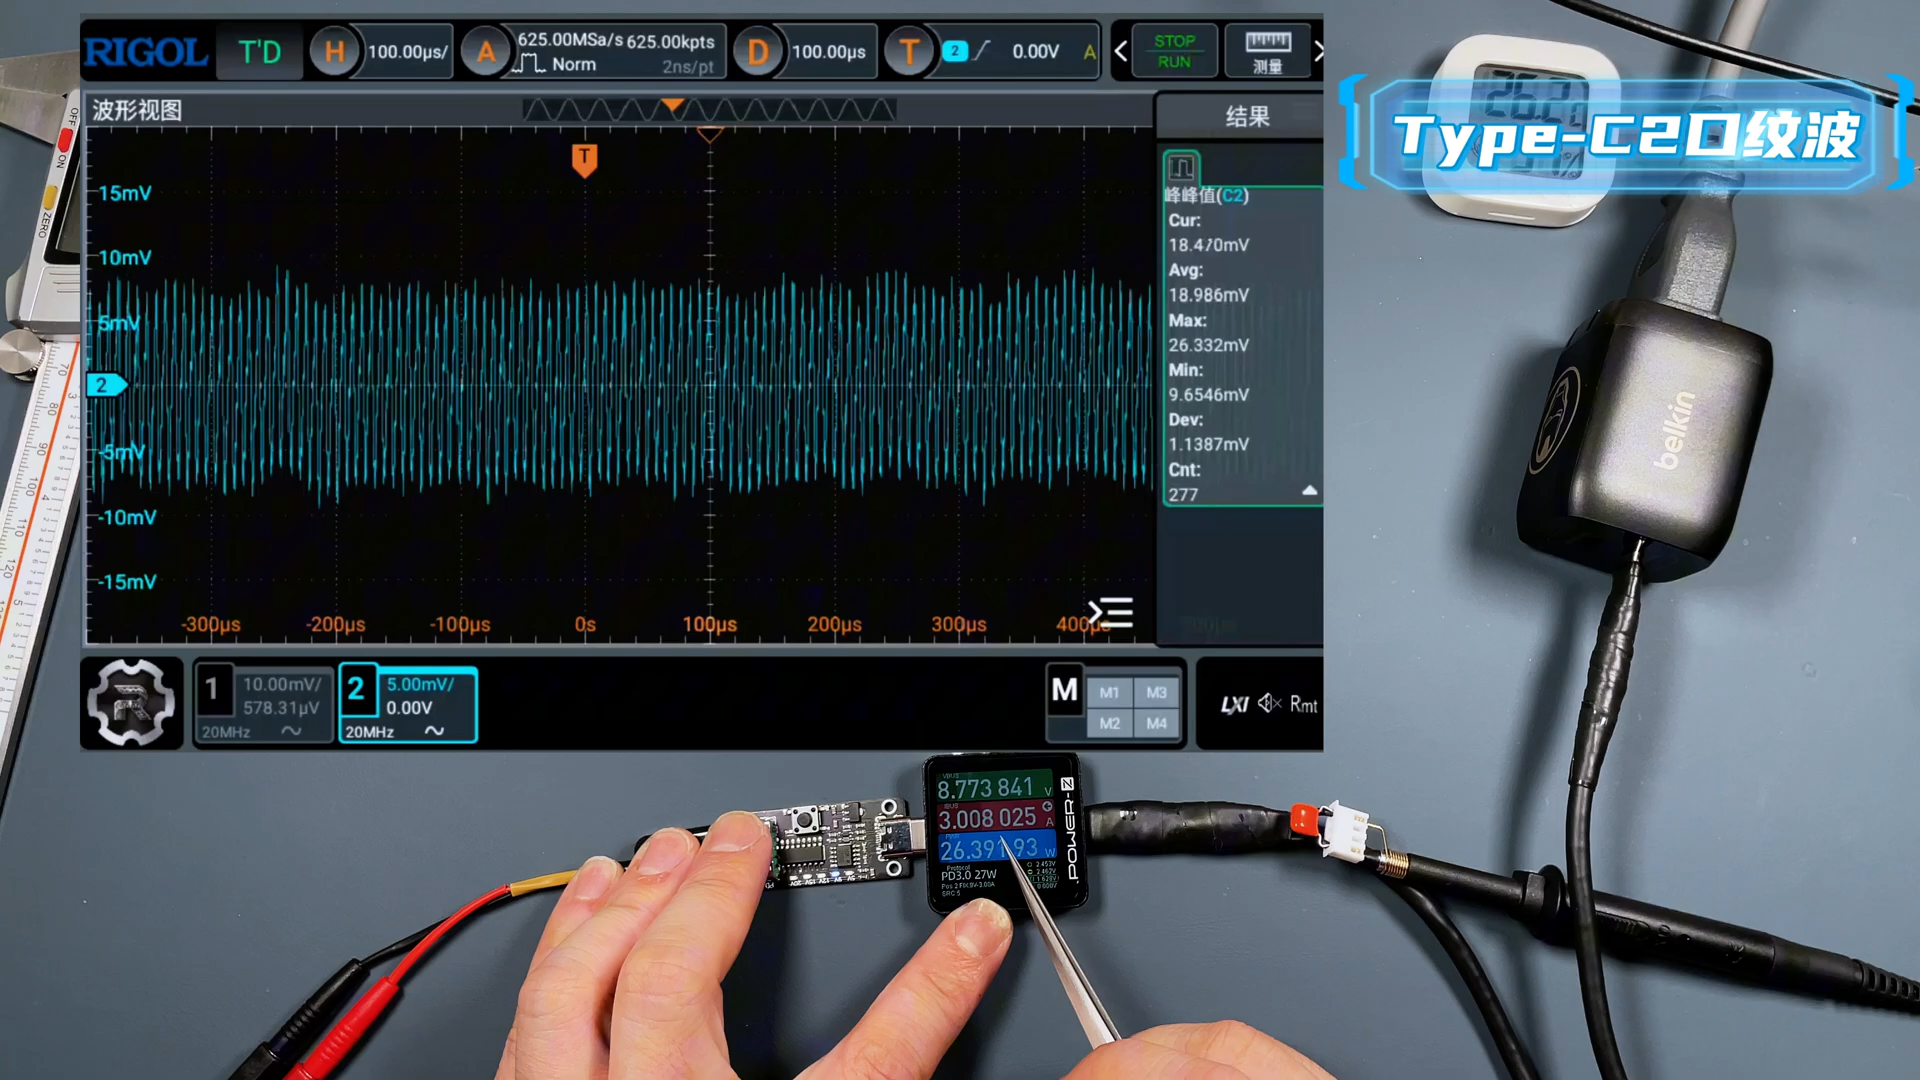 RIGOL T'D H 100.00μs/ A 625.00MSa/s 625.00kpts Norm 2ns/pt D 100.00μs T 2 0.00V A STOP RUN 测量
波形视图
结果
Type-C2口纹波
峰峰值(C2)
Cur:
Avg:
18.986mV
Max:
26.332mV
Min:
9.6546mV
Dev:
1.1387mV
Cnt:
277
15mV
10mV
5mV
2
-5mV
-10mV
-15mV
-300μs -200μs -100μs 0s 100μs 200μs 300μs 400μs
T
1 10.00mV/ 578.31μV 20MHz
2 5.00mV/ 0.00V 20MHz
M M1 M3 M2 M4
LXI Rmt
OFF
ON
ZERO
belkin
8.773 841 V
3.008 025 A
PD3.0 27W
POWER-Z